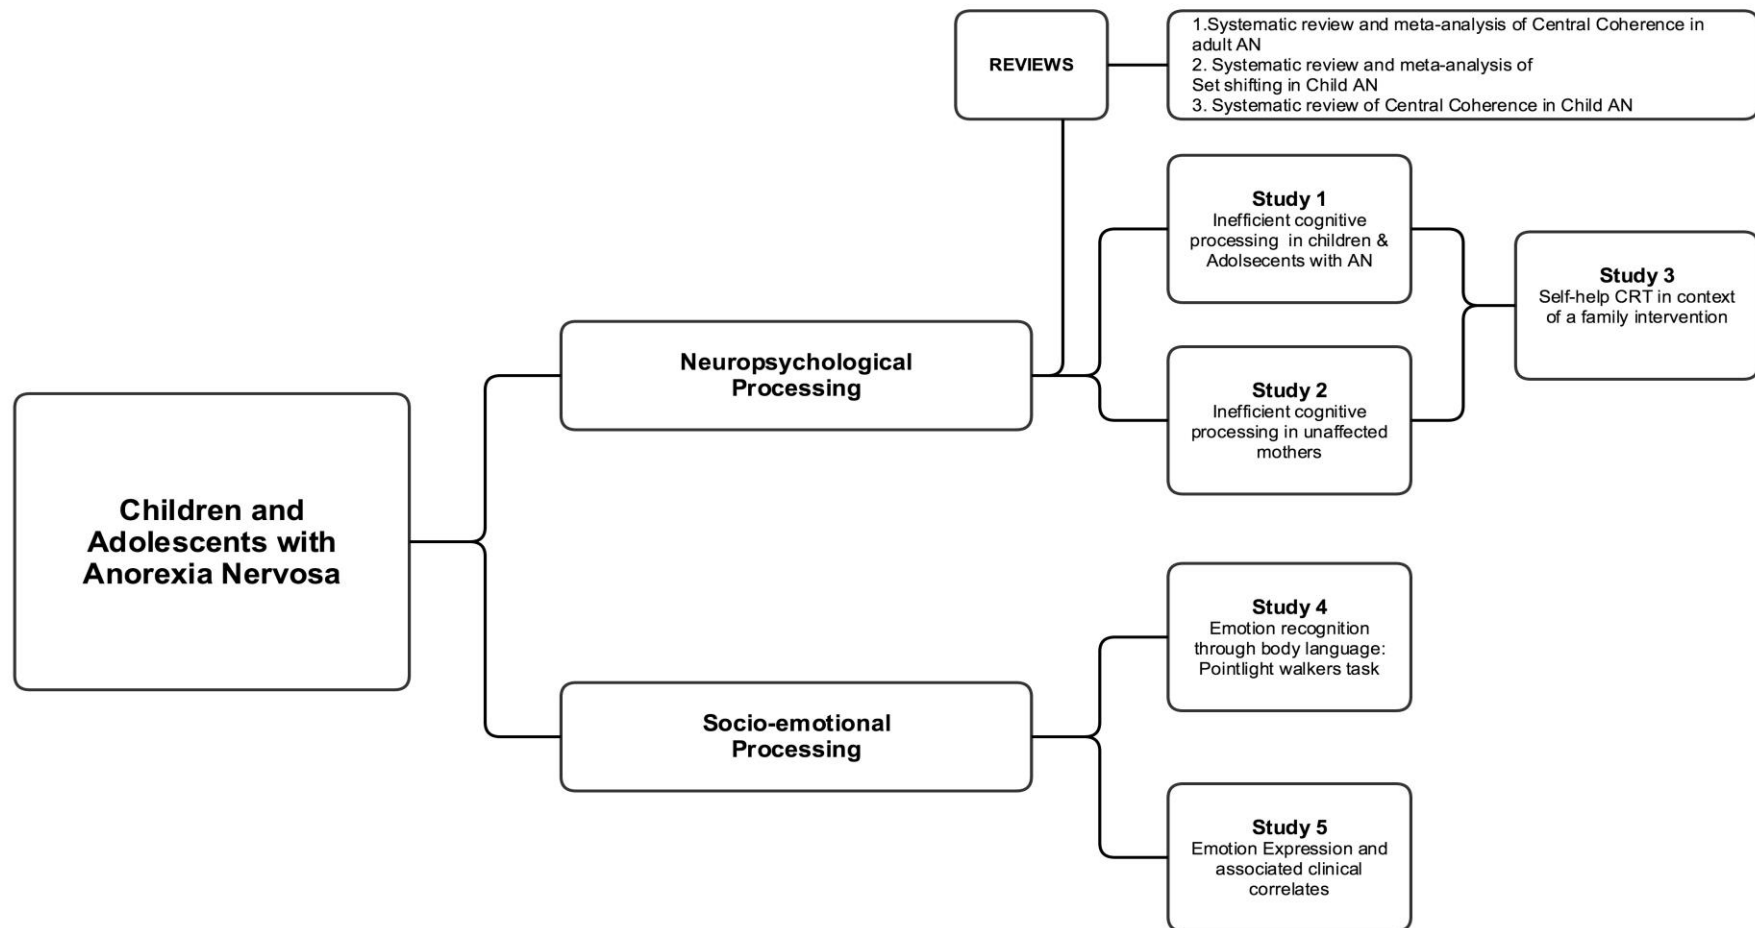 REVIEWS
1.Systematic review and meta-analysis of Central Coherence in
adult AN
2. Systematic review and meta-analysis of
Set shifting in Child AN
3. Systematic review of Central Coherence in Child AN
Study 1
Inefficient cognitive
processing in children &
Adolsecents with AN
Study 3
Self-help CRT in context
of a family intervention
Neuropsychological
Processing
Study 2
Inefficient cognitive
processing in unaffected
mothers
Children and
Adolescents with
Anorexia Nervosa
Study 4
Emotion recognition
through body language:
Pointlight walkers task
Socio-emotional
Processing
Study 5
Emotion Expression and
associated clinical
correlates